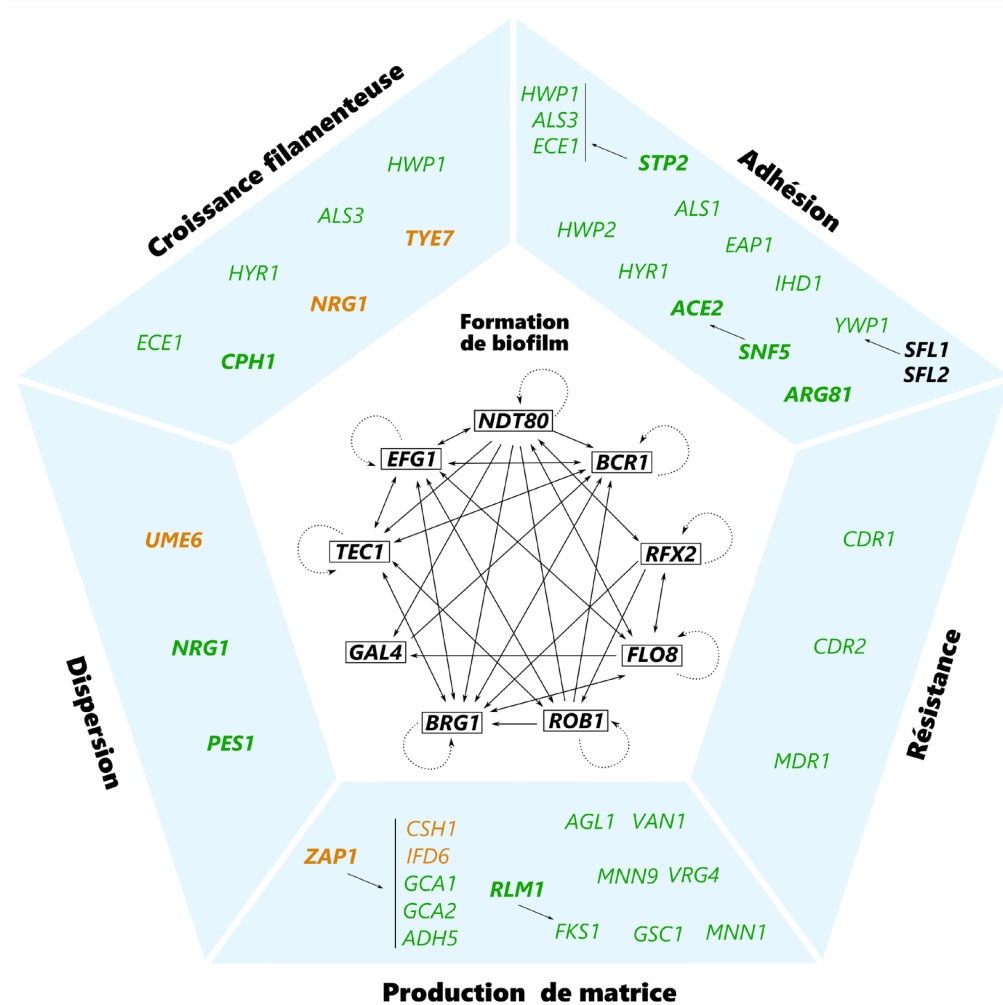 Croissance filamenteuse
HWP1
ALS3
TYE7
HYR1
NRG1
ECE1
CPH1
Adhésion
HWP1
ALS3
ECE1
STP2
ALS1
HWP2
EAP1
HYR1
IHD1
ACE2
YWP1
SNF5
SFL1
SFL2
ARG81
Formation
de biofilm
NDT80
EFG1
BCR1
TEC1
RFX2
GAL4
FLO8
BRG1
ROB1
Dispersion
UME6
NRG1
PES1
Résistance
CDR1
CDR2
MDR1
ZAP1
CSH1
IFD6
GCA1
GCA2
ADH5
RLM1
AGL1 VAN1
MNN9 VRG4
FKS1 GSC1 MNN1
Production de matrice